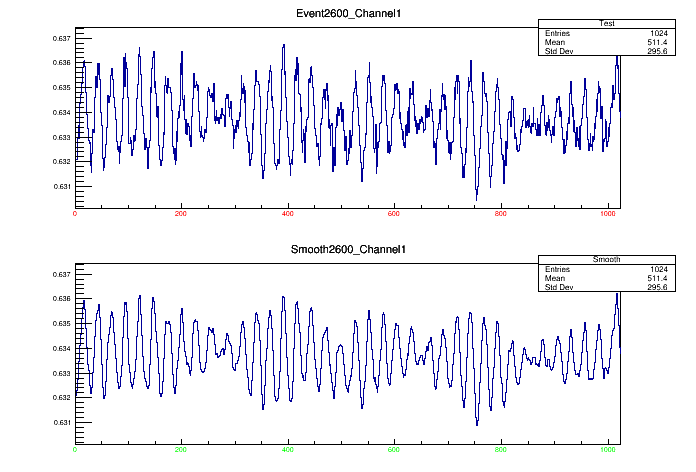 Event2600_Channel1
Test
Entries 1024
Mean 511.4
Std Dev 295.6
0.637
0.636
0.635
0.634
0.633
0.632
0.631
0 200 400 600 800 1000
Smooth2600_Channel1
Smooth
Entries 1024
Mean 511.4
Std Dev 295.6
0.637
0.636
0.635
0.634
0.633
0.632
0.631
0 200 400 600 800 1000